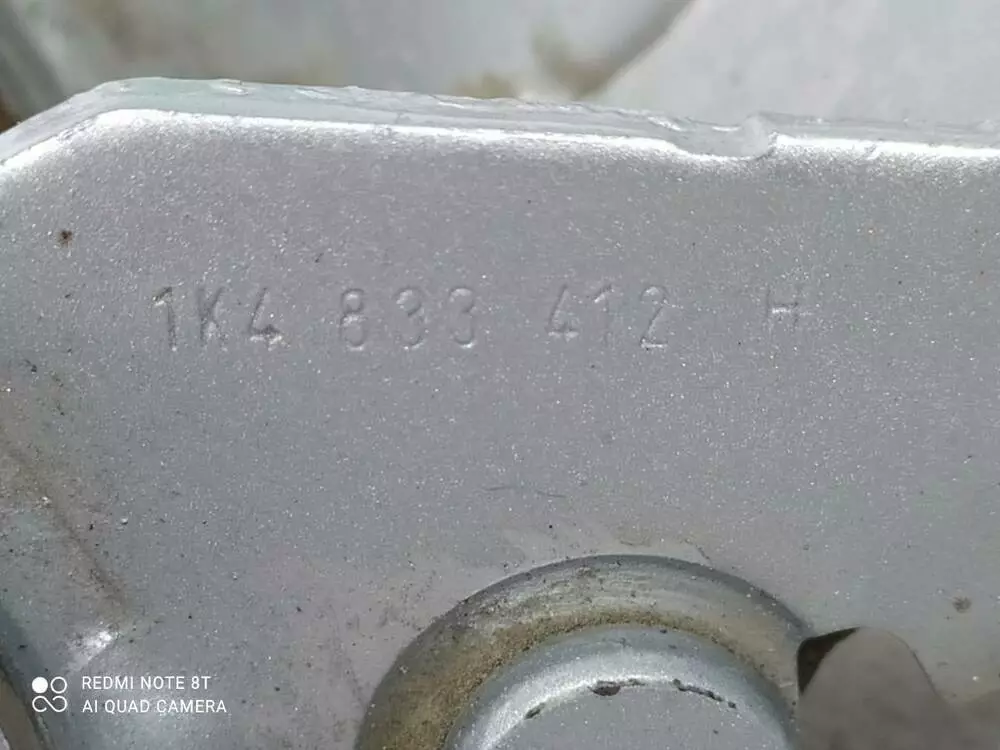 1K4 833 412 H
REDMI NOTE 8T
AI QUAD CAMERA